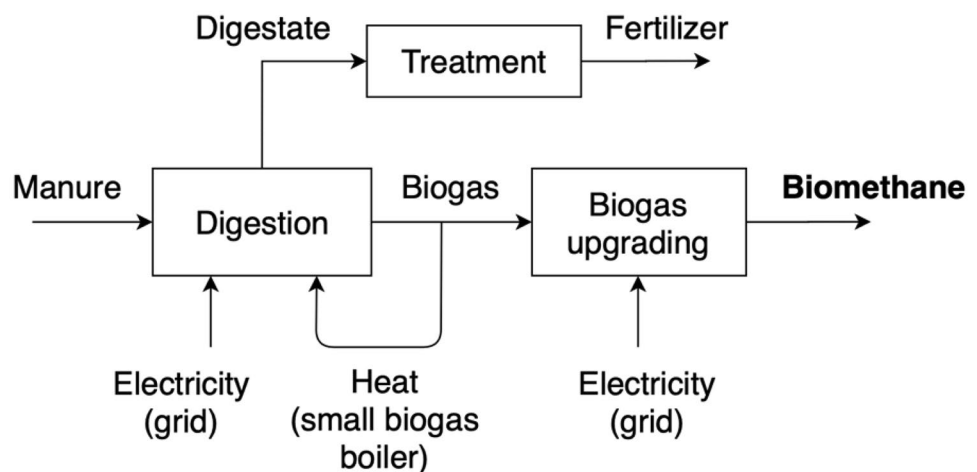 Digestate
Fertilizer
Treatment
Manure
Digestion
Biogas
Biogas
upgrading
Biomethane
Electricity
(grid)
Heat
(small biogas
boiler)
Electricity
(grid)